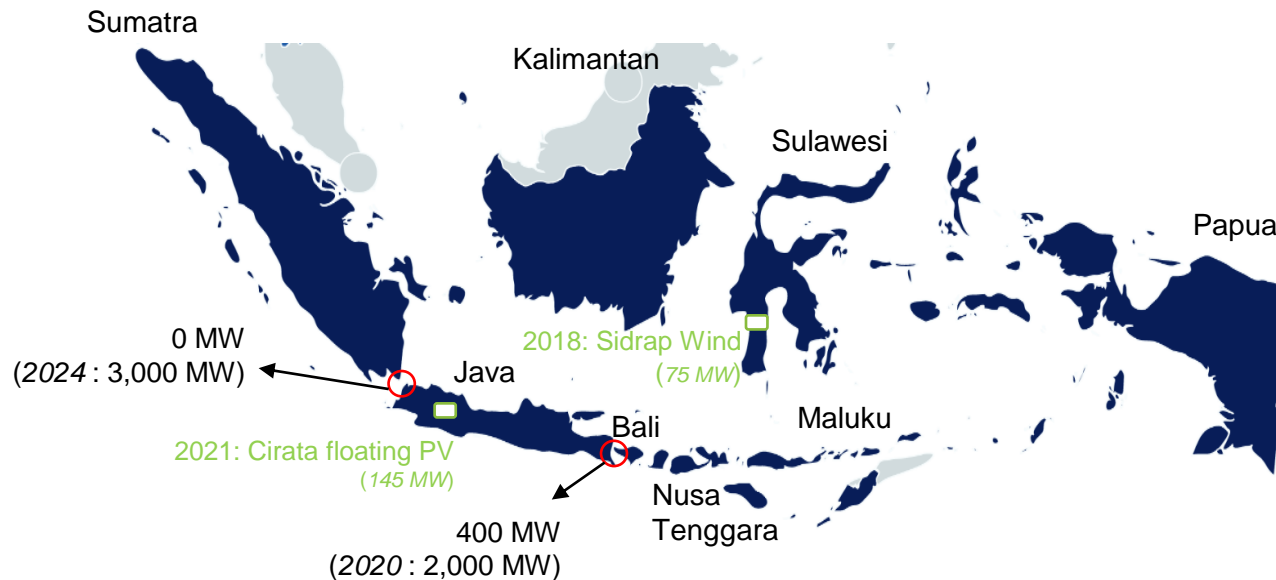 Sumatra
Kalimantan
Sulawesi
Papua
0 MW
(2024 : 3,000 MW)
2018: Sidrap Wind
(75 MW)
Java
Maluku
Bali
2021: Cirata floating PV
(145 MW)
Nusa
Tenggara
400 MW
(2020 : 2,000 MW)